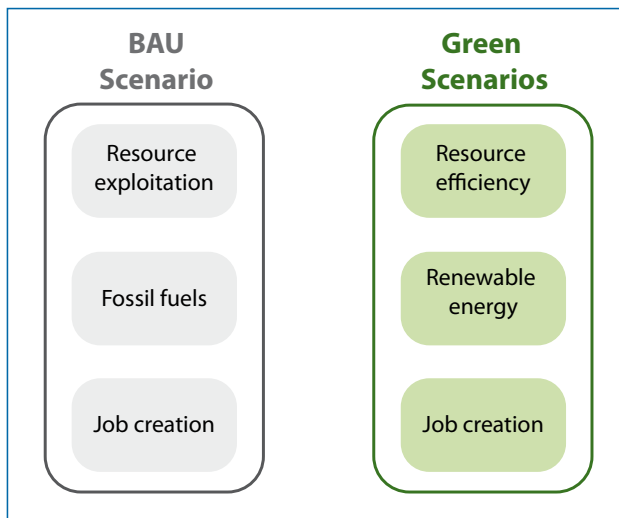 BAU
Scenario
Resource
exploitation
Fossil fuels
Job creation
Green
Scenarios
Resource
efficiency
Renewable
energy
Job creation